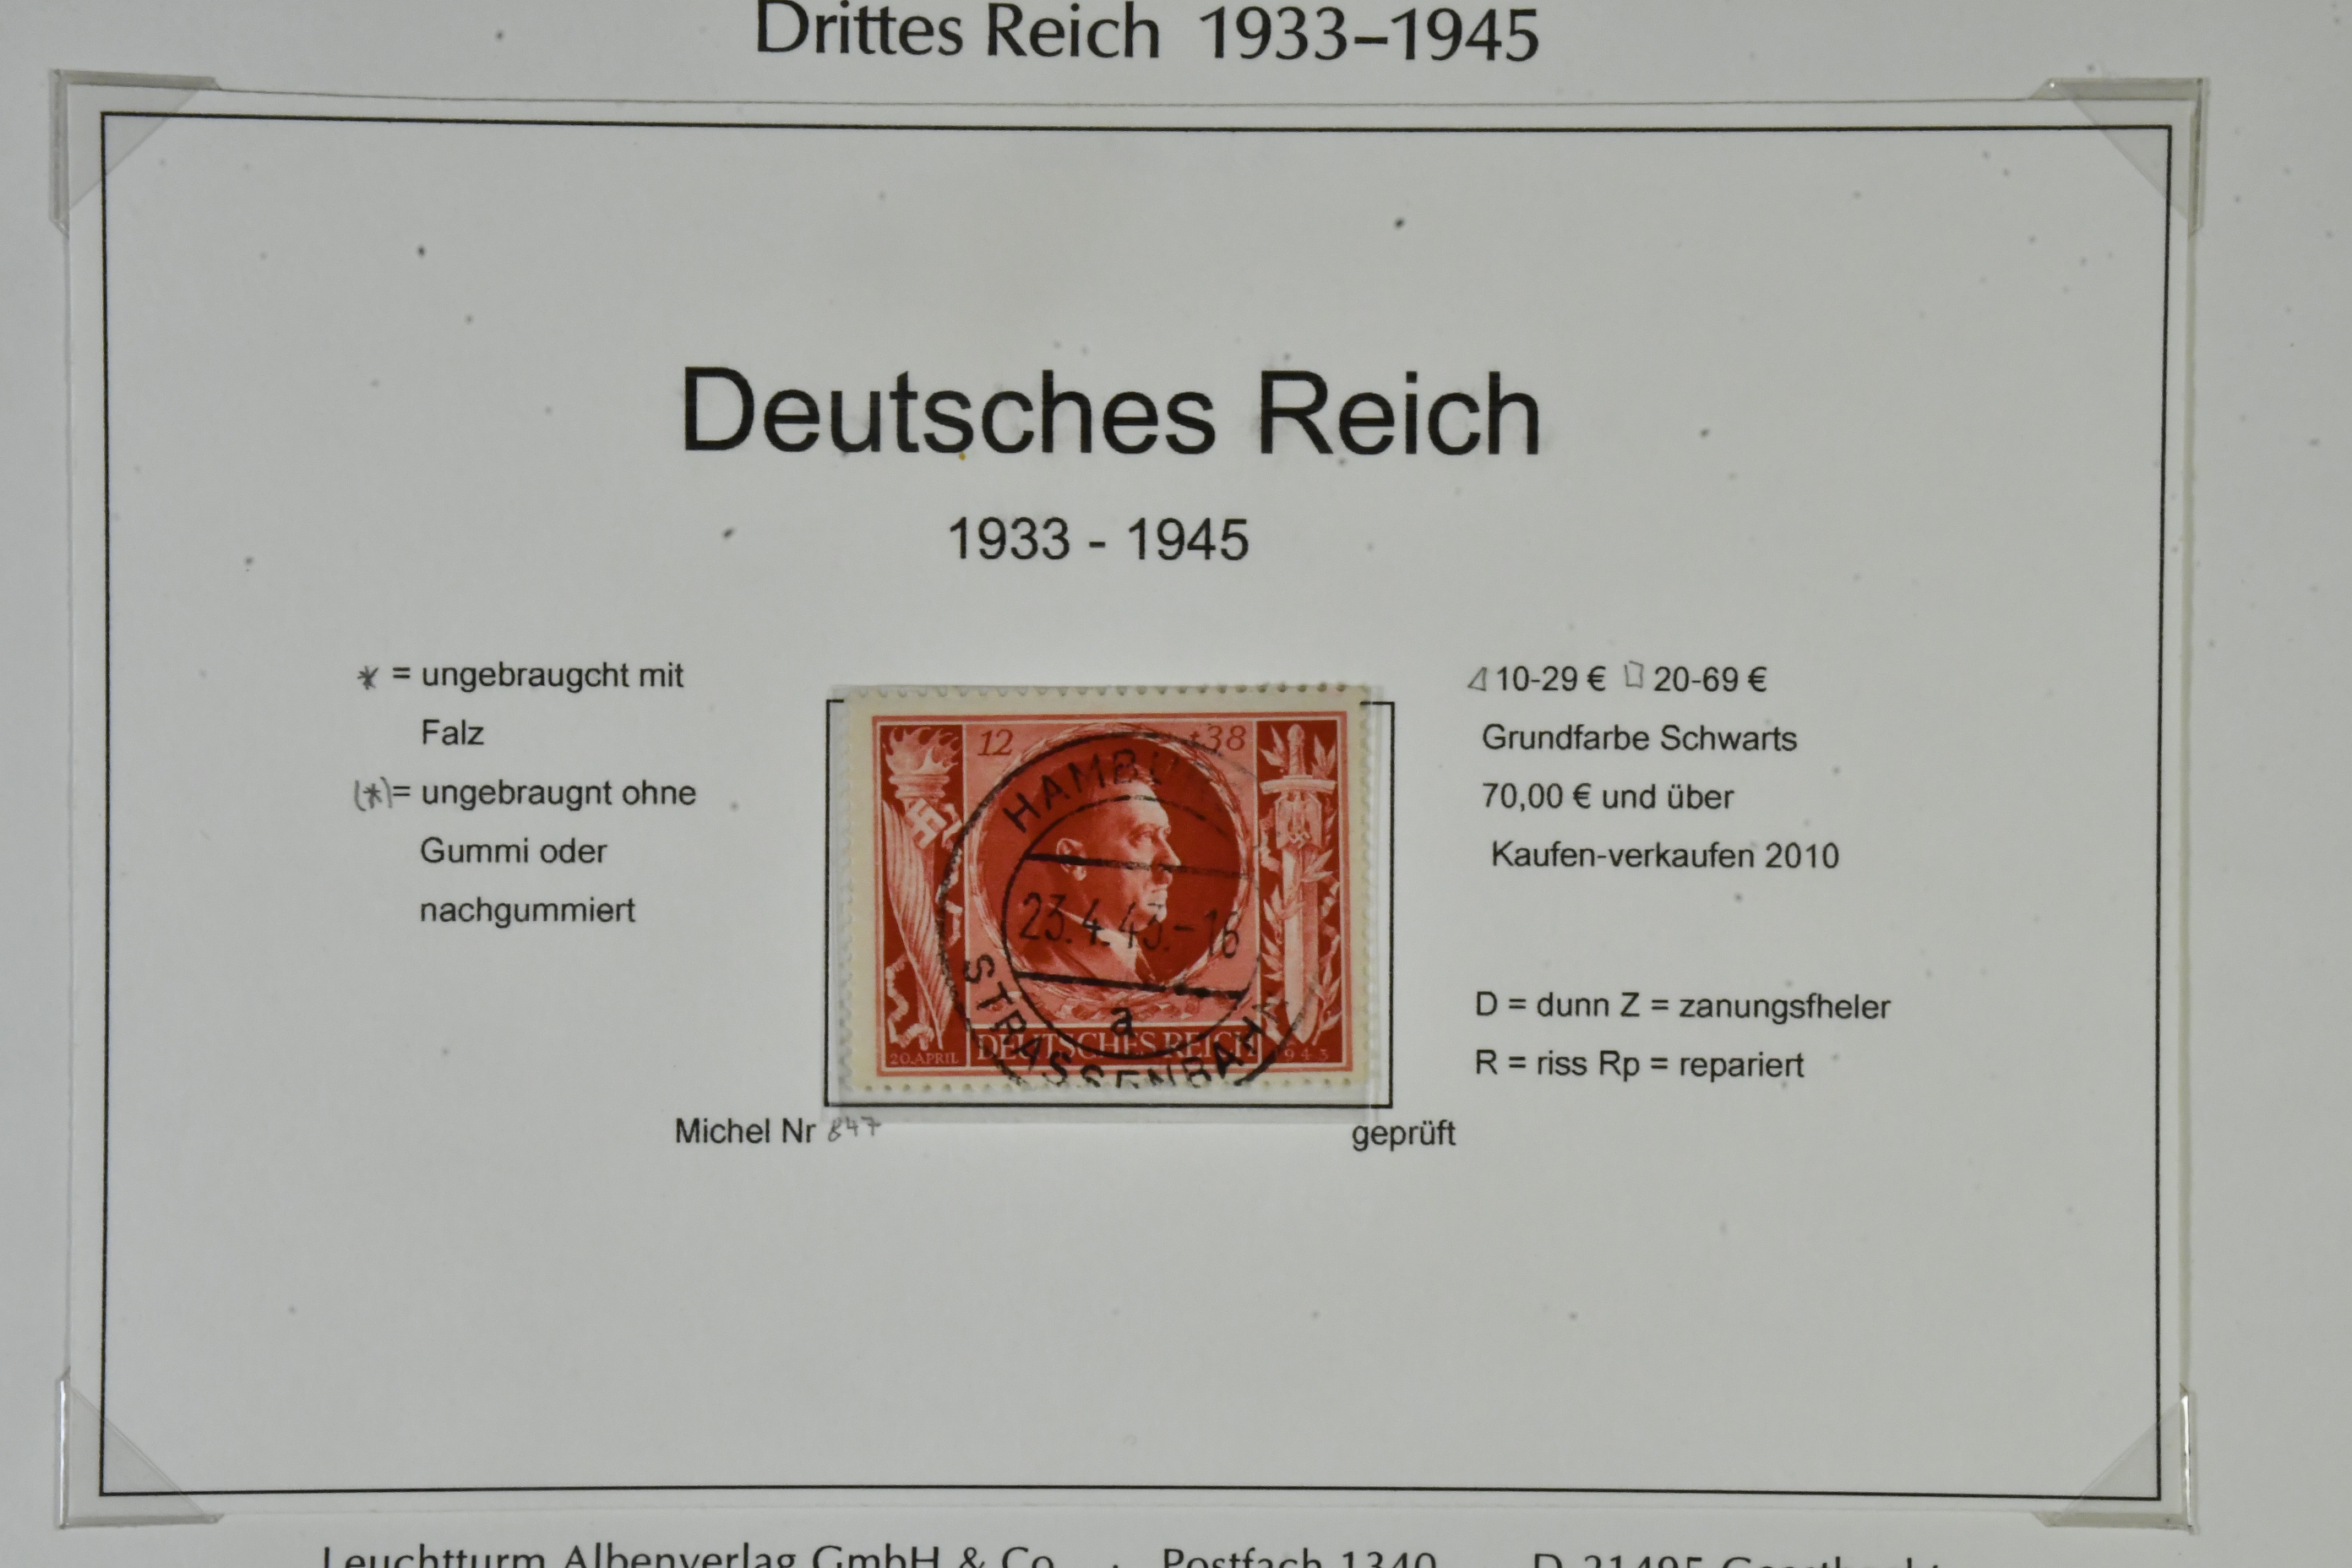 Drittes Reich 1933–1945
Deutsches Reich
1933 - 1945
* = ungebraugcht mit
Falz
(*)= ungebraugnt ohne
Gummi oder
nachgummiert
12 +38
HAMBU
23.4.43.-16
a
STRASSENBAHN
20.APRIL DEUTSCHES REICH 1943
Michel Nr 847
geprüft
10-29 € 20-69 €
Grundfarbe Schwarts
70,00 € und über
Kaufen-verkaufen 2010
D = dunn Z = zanungsfheler
R = riss Rp = repariert
Leuchtturm Albenverlag GmbH & Co. · Postfach 1340 D-21495 Geesthacht